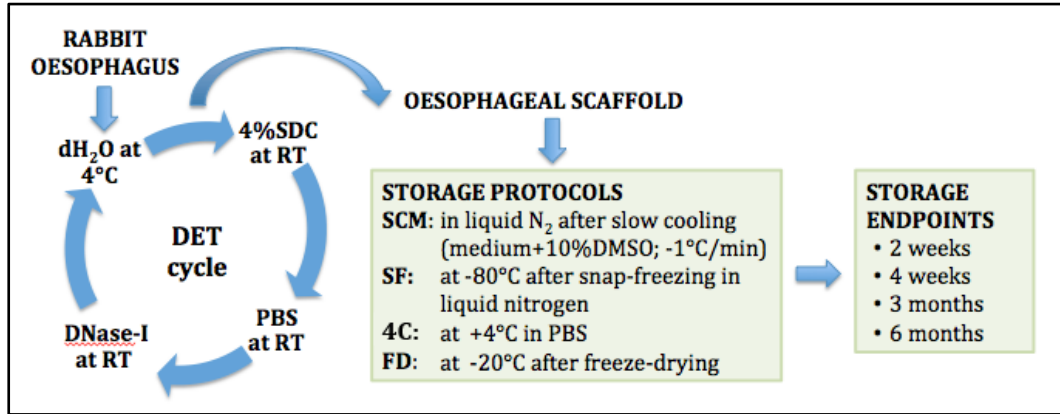 RABBIT
OESOPHAGUS
dH₂O at
4°C
4%SDC
at RT
DET
cycle
PBS
at RT
DNase-I
at RT
OESOPHAGEAL SCAFFOLD
STORAGE PROTOCOLS
SCM: in liquid N₂ after slow cooling
(medium+10%DMSO; -1°C/min)
SF: at -80°C after snap-freezing in
liquid nitrogen
4C: at +4°C in PBS
FD: at -20°C after freeze-drying
STORAGE
ENDPOINTS
• 2 weeks
• 4 weeks
• 3 months
• 6 months